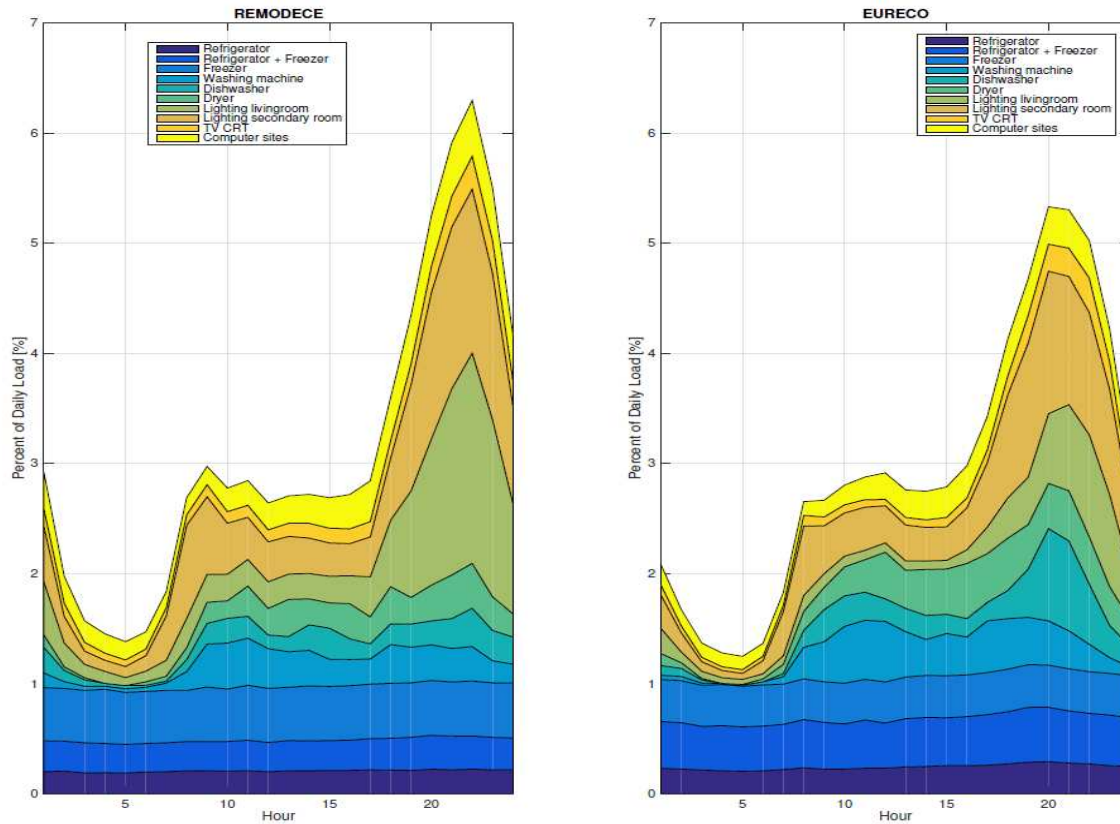 REMODECE
7
6
5
4
3
2
1
0
Percent of Daily Load [%]
Refrigerator
Refrigerator + Freezer
Freezer
Washing machine
Dishwasher
Dryer
Lighting livingroom
Lighting secondary room
TV CRT
Computer sites
5
10
15
20
Hour
EURECO
7
6
5
4
3
2
1
0
Percent of Daily Load [%]
Refrigerator
Refrigerator + Freezer
Freezer
Washing machine
Dishwasher
Dryer
Lighting livingroom
Lighting secondary room
TV CRT
Computer sites
5
10
15
20
Hour